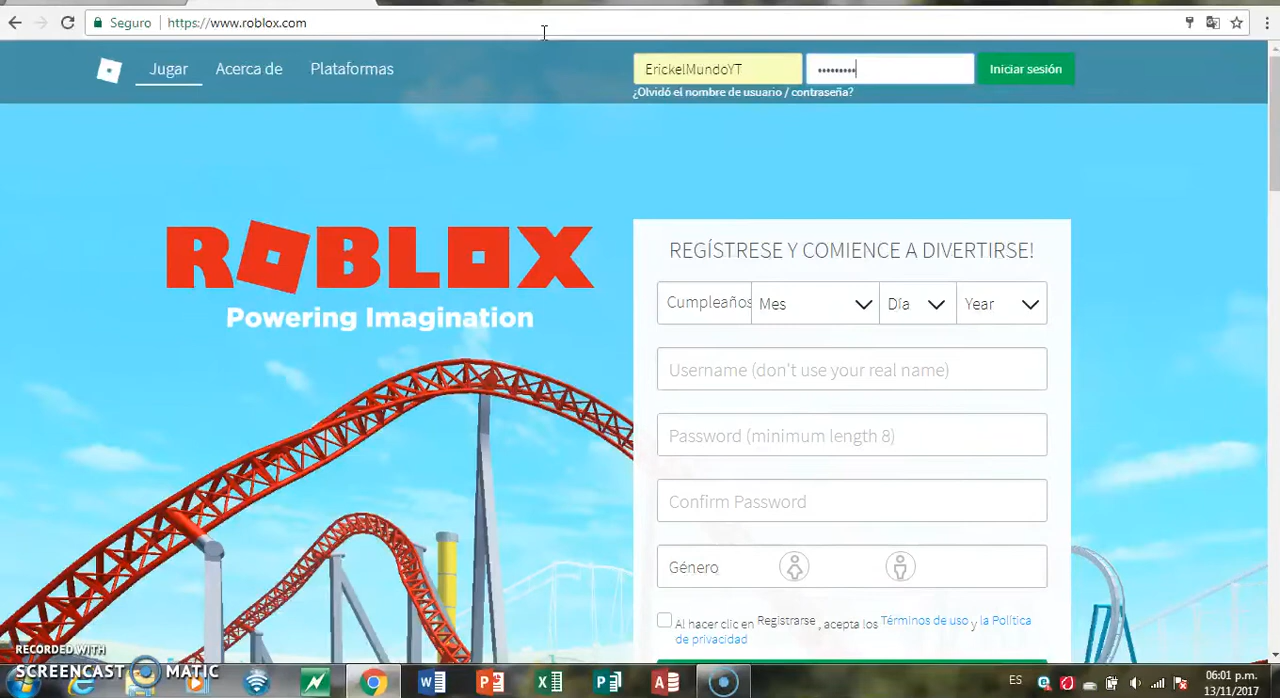 Seguro https://www.roblox.com
Jugar Acerca de Plataformas ErickelMundoYT ••••••••• Iniciar sesión
¿Olvidó el nombre de usuario / contraseña?
ROBLOX
Powering Imagination
REGÍSTRESE Y COMIENCE A DIVERTIRSE!
Cumpleaños Mes Día Year
Username (don't use your real name)
Password (minimum length 8)
Confirm Password
Género
Al hacer clic en Registrarse , acepta los Términos de uso y la Política
de privacidad
RECORDED WITH
SCREENCAST MATIC
ES 06:01 p.m.
13/11/2017